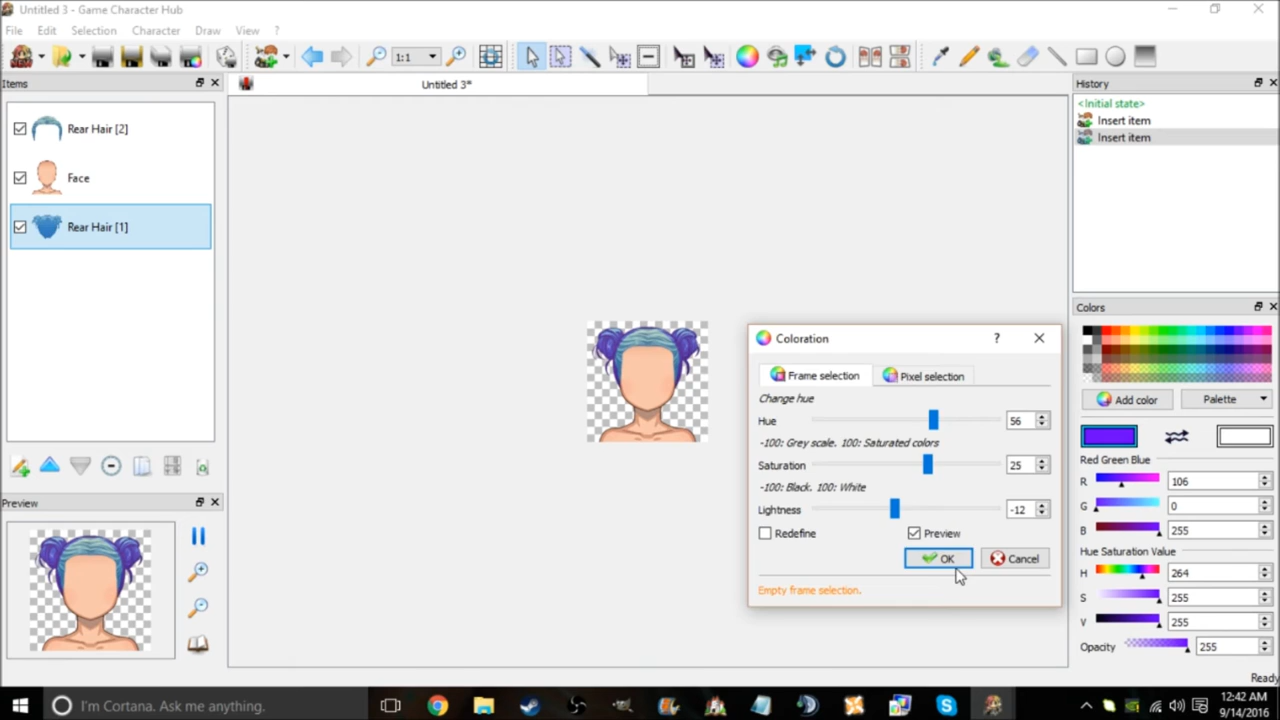 Untitled 3 - Game Character Hub
File Edit Selection Character Draw View ?
1:1
Items
Rear Hair [2]
Face
Rear Hair [1]
Preview
Untitled 3*
History
<Initial state>
Insert item
Insert item
Coloration
?
Frame selection
Pixel selection
Change hue
Hue
56
-100: Grey scale. 100: Saturated colors
Saturation
25
-100: Black. 100: White
Lightness
-12
Redefine
Preview
OK
Cancel
Empty frame selection.
Colors
Add color
Palette
Red Green Blue
R
106
G
0
B
255
Hue Saturation Value
H
264
S
255
V
255
Opacity
255
Ready
I'm Cortana. Ask me anything.
12:42 AM
9/14/2016